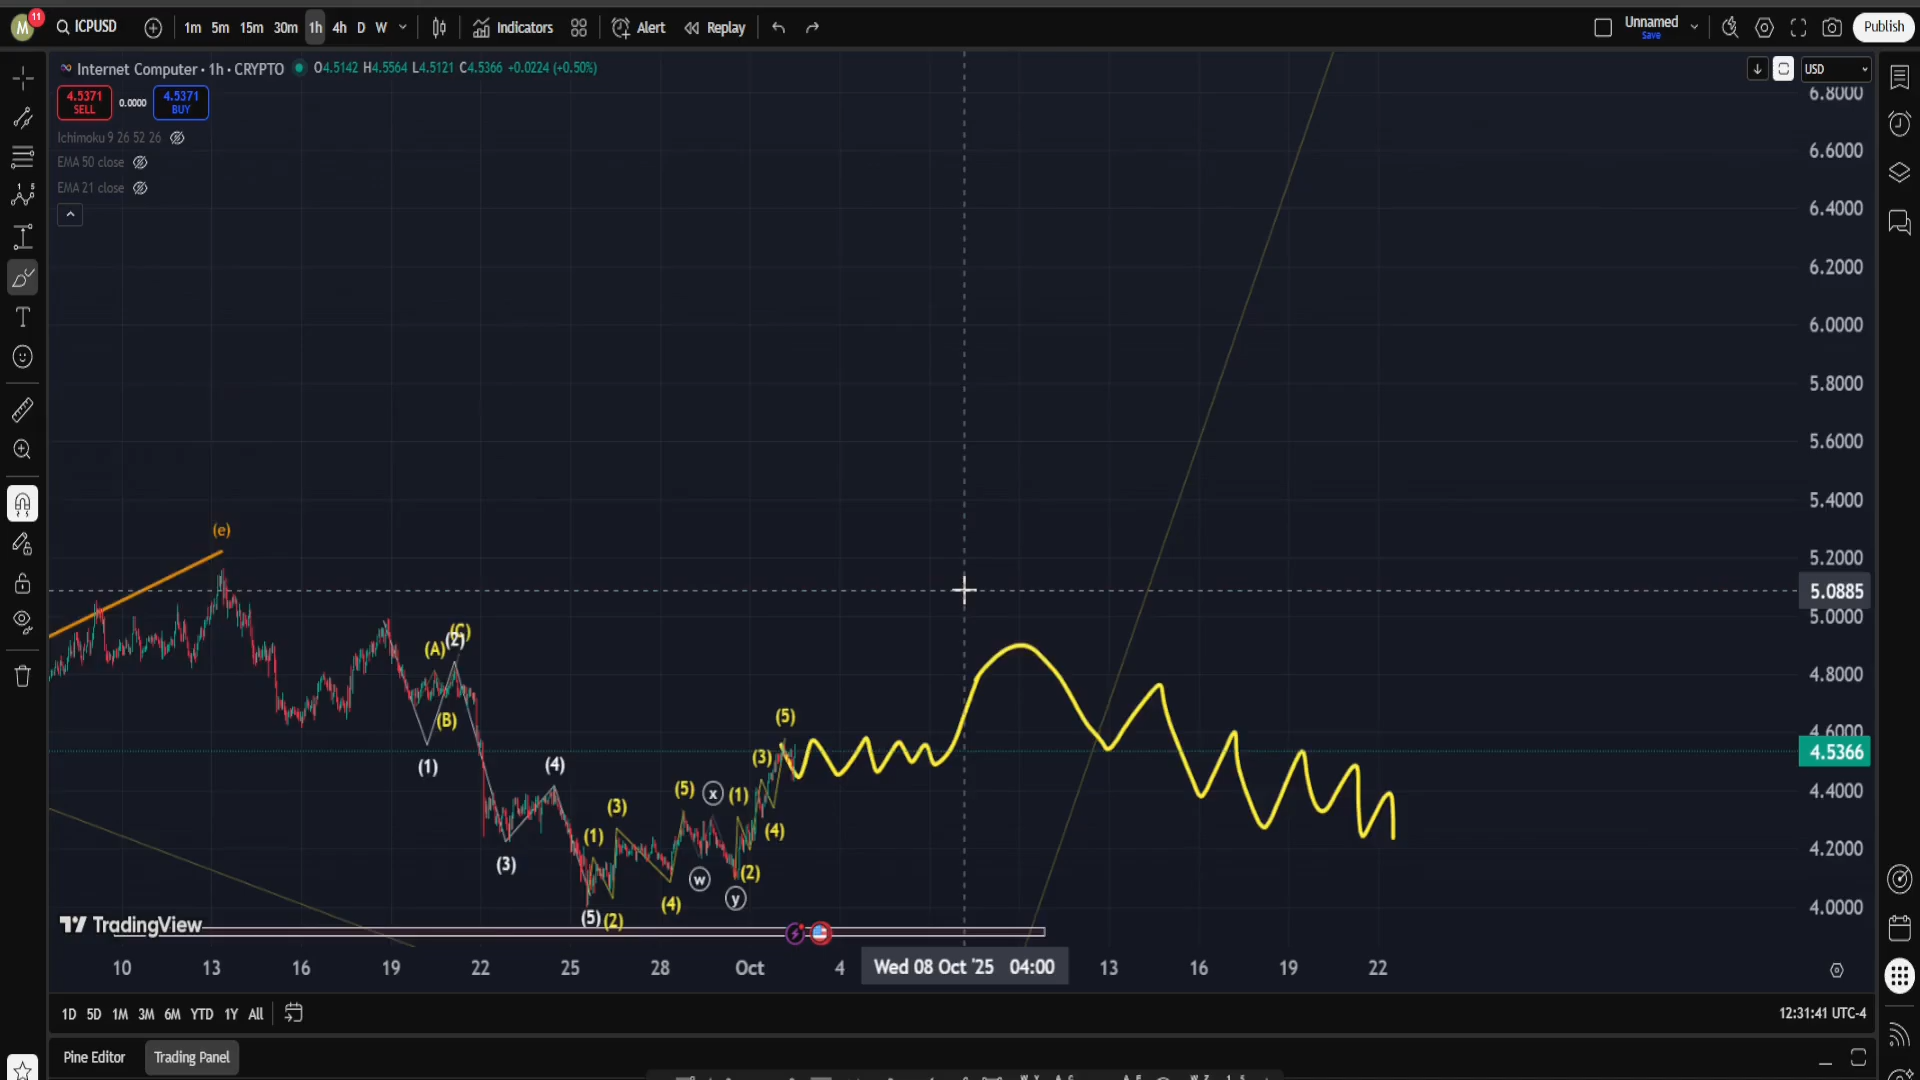 M 11 ICPUSD 1m 5m 15m 30m 1h 4h D W Indicators Alert Replay Unnamed Save Publish
Internet Computer · 1h · CRYPTO O4.5142 H4.5564 L4.5121 C4.5366 +0.0224 (+0.50%) USD
4.5371 SELL 0.0000 4.5371 BUY
Ichimoku 9 26 52 26
EMA 50 close
EMA 21 close
6.8000
6.6000
6.4000
6.2000
6.0000
5.8000
5.6000
5.4000
5.2000
5.0885
5.0000
4.8000
4.6000
4.5366
4.4000
4.2000
4.0000
(e)
(A) (2) (C)
(B)
(1)
(3)
(4)
(5)
(1)
(2)
(3)
(4)
(5)
w
x
y
(1)
(2)
(3)
(4)
(5)
TradingView
10 13 16 19 22 25 28 Oct 4 Wed 08 Oct '25 04:00 13 16 19 22
1D 5D 1M 3M 6M YTD 1Y All 12:31:41 UTC-4
Pine Editor Trading Panel